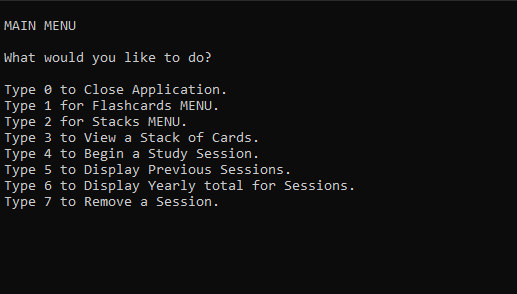 MAIN MENU
What would you like to do?
Type 0 to Close Application.
Type 1 for Flashcards MENU.
Type 2 for Stacks MENU.
Type 3 to View a Stack of Cards.
Type 4 to Begin a Study Session.
Type 5 to Display Previous Sessions.
Type 6 to Display Yearly total for Sessions.
Type 7 to Remove a Session.